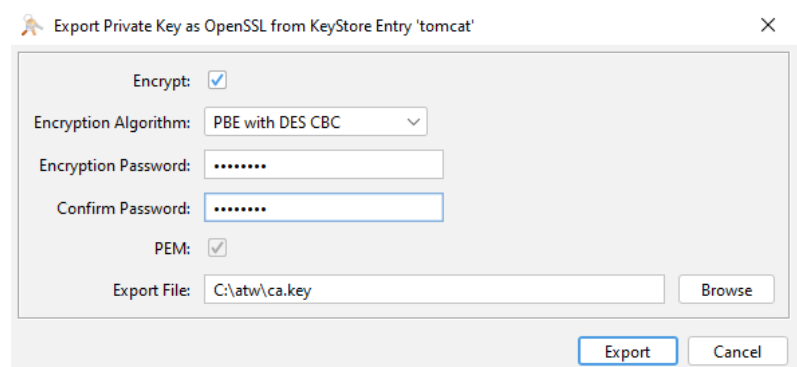 Export Private Key as OpenSSL from KeyStore Entry 'tomcat'
Encrypt:
Encryption Algorithm: PBE with DES CBC
Encryption Password: ••••••••
Confirm Password: ••••••••
PEM:
Export File: C:\atw\ca.key Browse
Export Cancel